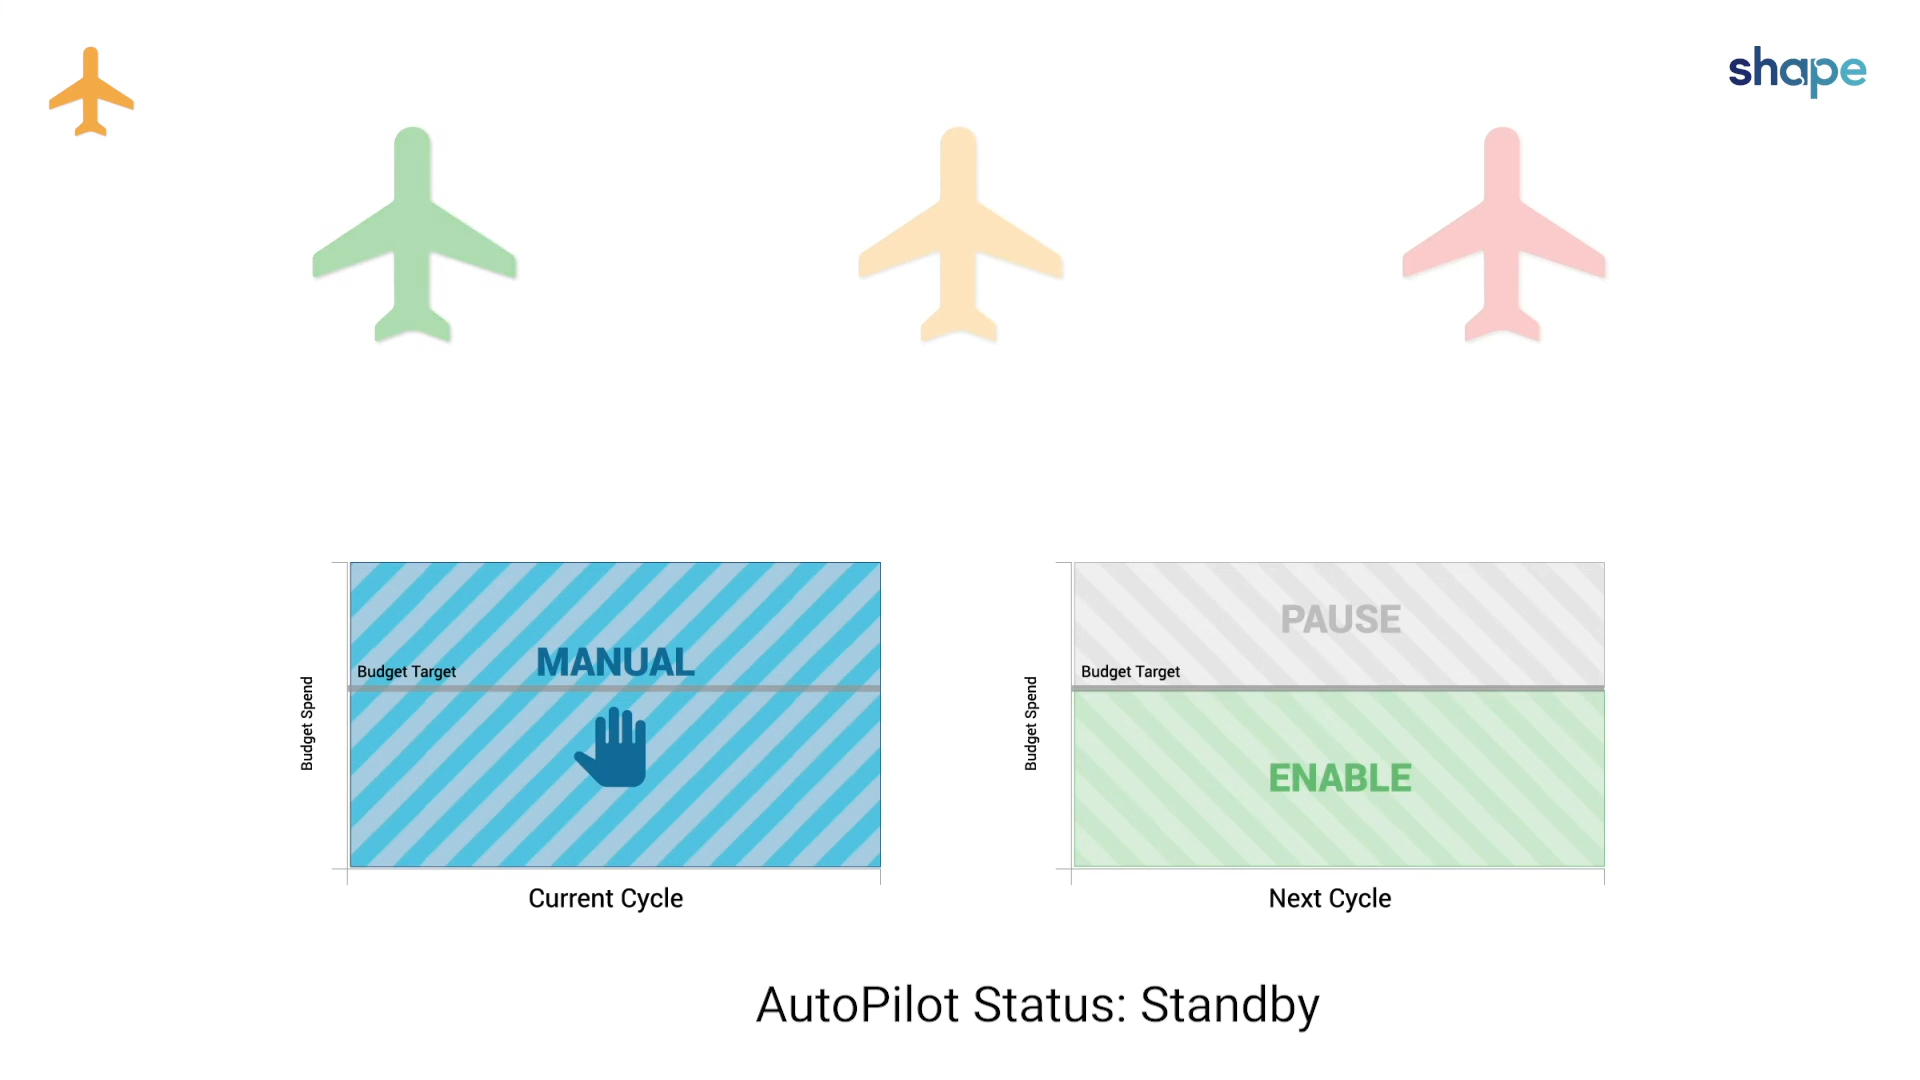 shape
MANUAL
Budget Target
Budget Spend
Current Cycle
PAUSE
Budget Target
ENABLE
Budget Spend
Next Cycle
AutoPilot Status: Standby